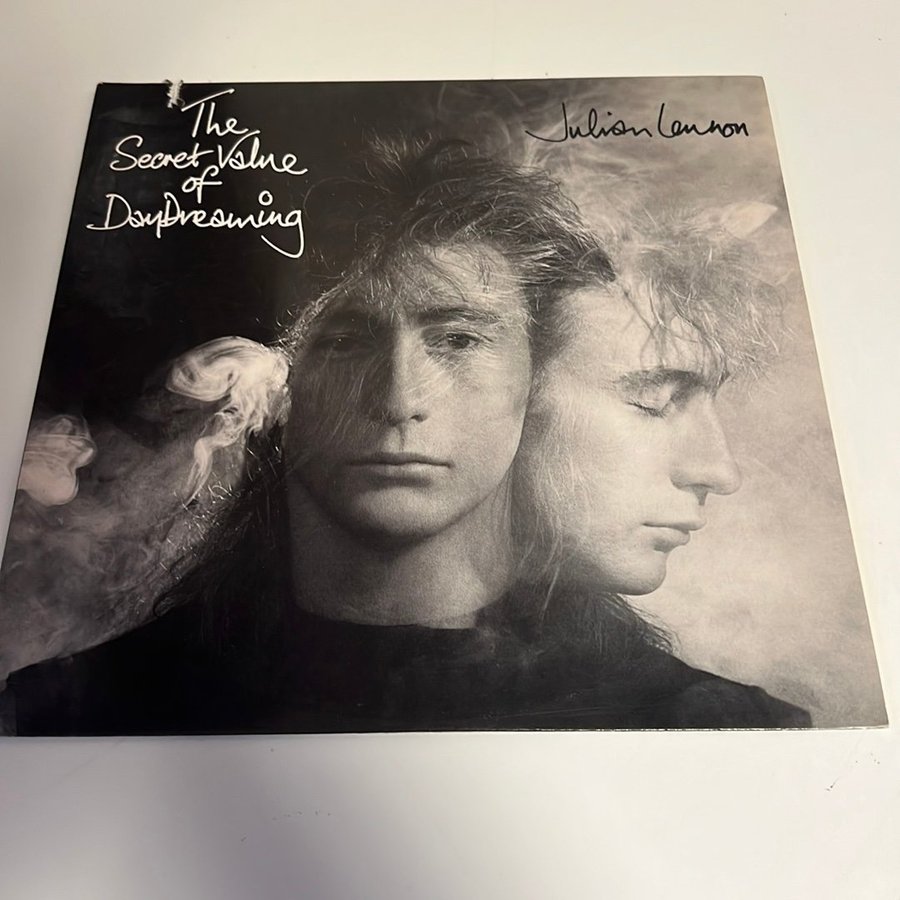 The
Secret Value
of
DayDreaming
Julian Lennon